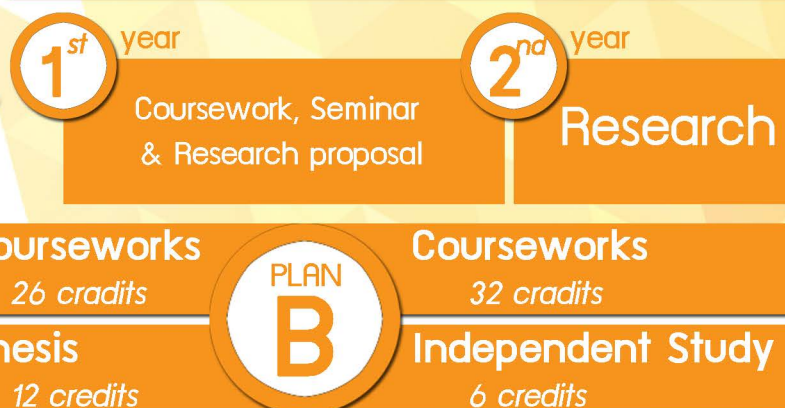 1st year
Coursework, Seminar
& Research proposal
2nd year
Research
ourseworks
26 cradits
hesis
12 credits
PLAN
B
Courseworks
32 cradits
Independent Study
6 credits